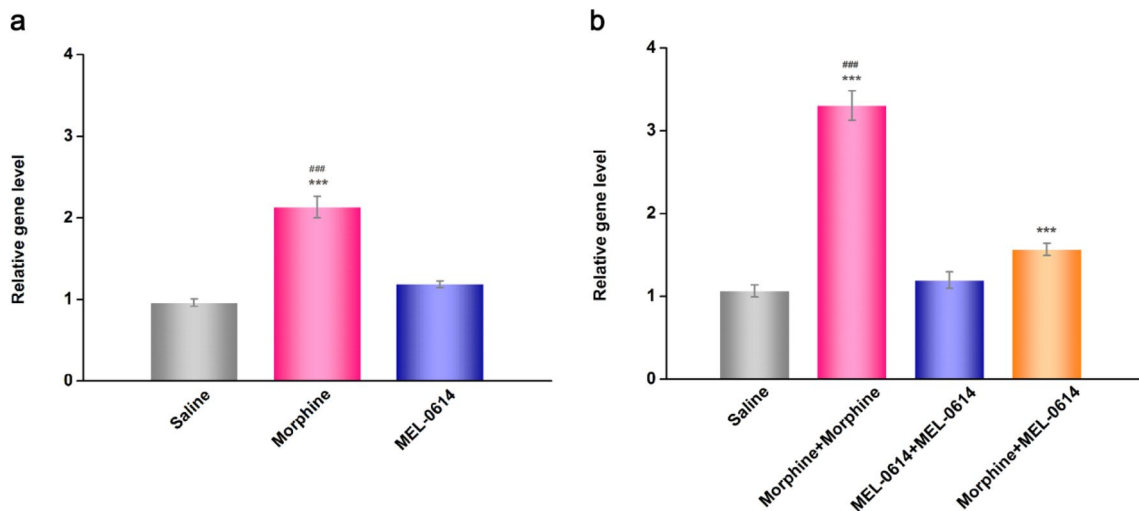 a
Relative gene level
4
3
2
1
0
###
***
Saline
Morphine
MEL-0614
b
Relative gene level
4
3
2
1
0
###
***
***
Saline
Morphine+Morphine
MEL-0614+MEL-0614
Morphine+MEL-0614